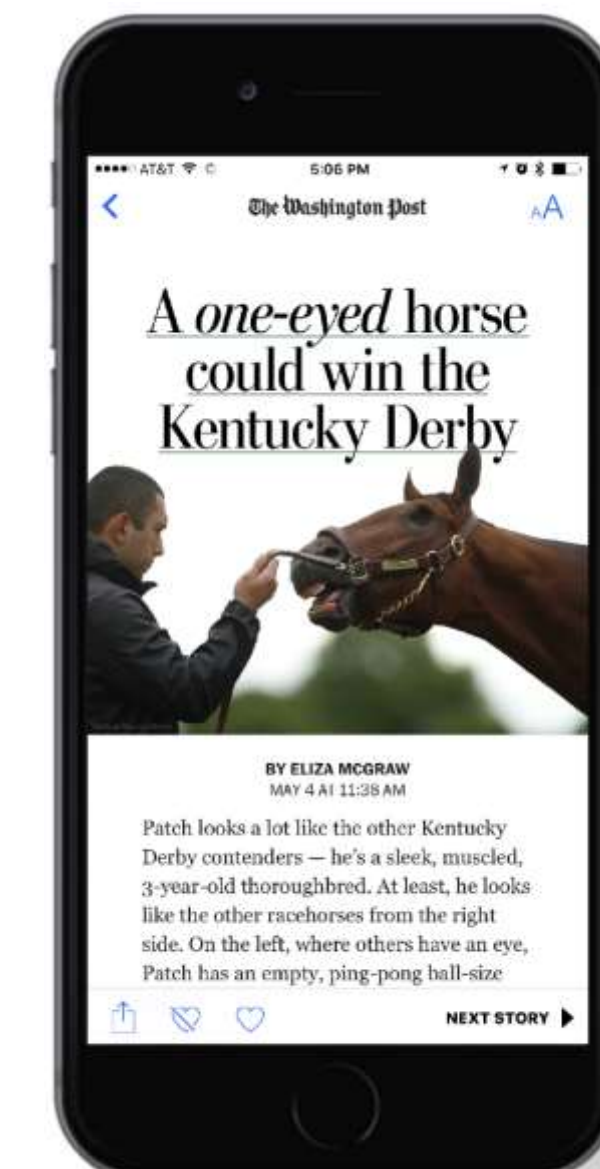 AT&T
5:06 PM
The Washington Post
AA
A one-eyed horse
could win the
Kentucky Derby
BY ELIZA MCGRAW
MAY 4 AT 11:38 AM
Patch looks a lot like the other Kentucky
Derby contenders — he's a sleek, muscled,
3-year-old thoroughbred. At least, he looks
like the other racehorses from the right
side. On the left, where others have an eye,
Patch has an empty, ping-pong ball-size
NEXT STORY